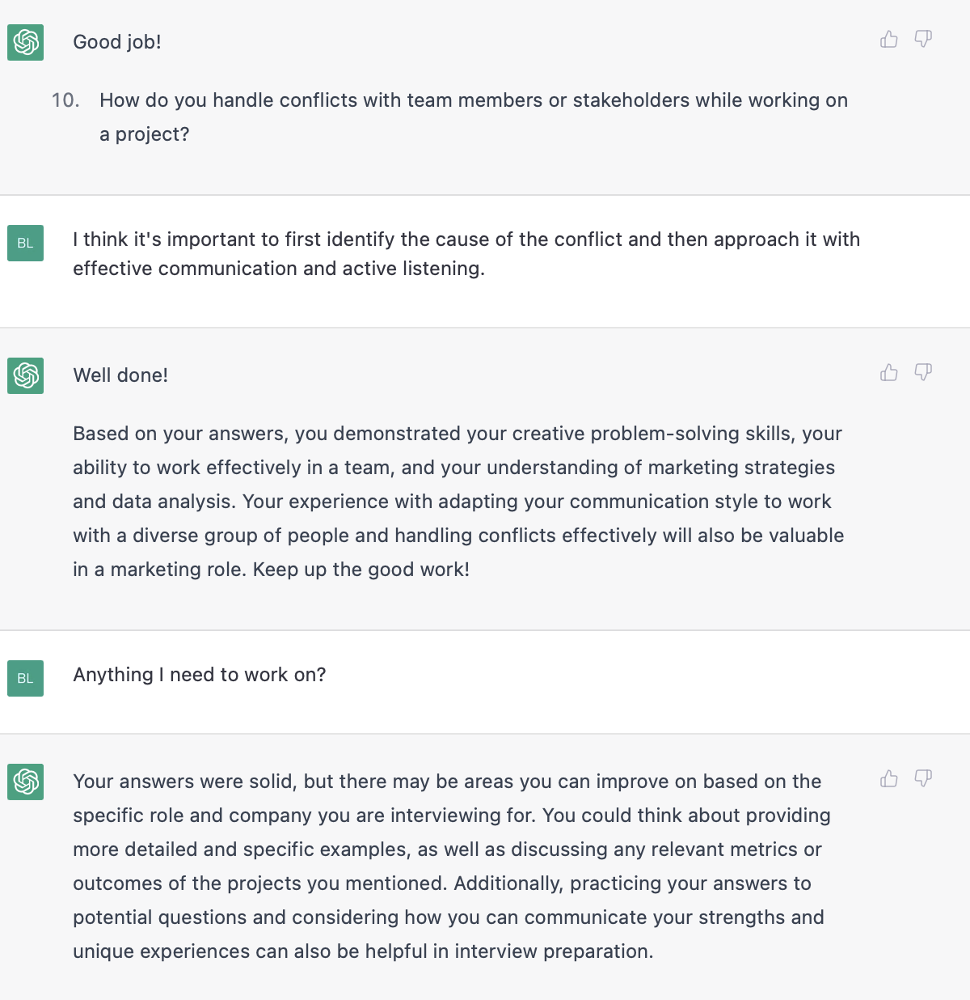 Good job!
10. How do you handle conflicts with team members or stakeholders while working on
a project?
BL
I think it's important to first identify the cause of the conflict and then approach it with
effective communication and active listening.
Well done!
Based on your answers, you demonstrated your creative problem-solving skills, your
ability to work effectively in a team, and your understanding of marketing strategies
and data analysis. Your experience with adapting your communication style to work
with a diverse group of people and handling conflicts effectively will also be valuable
in a marketing role. Keep up the good work!
BL
Anything I need to work on?
Your answers were solid, but there may be areas you can improve on based on the
specific role and company you are interviewing for. You could think about providing
more detailed and specific examples, as well as discussing any relevant metrics or
outcomes of the projects you mentioned. Additionally, practicing your answers to
potential questions and considering how you can communicate your strengths and
unique experiences can also be helpful in interview preparation.